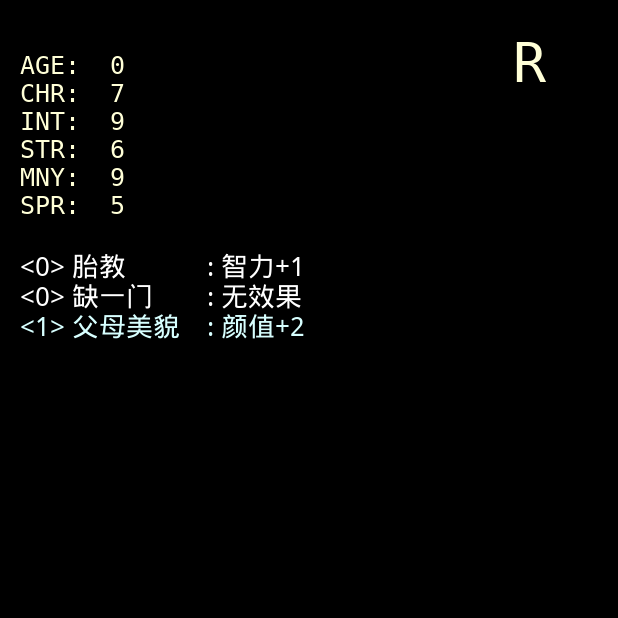 R
AGE: 0
CHR: 7
INT: 9
STR: 6
MNY: 9
SPR: 5
<0> 胎教 : 智力+1
<0> 缺一门 : 无效果
<1> 父母美貌 : 颜值+2